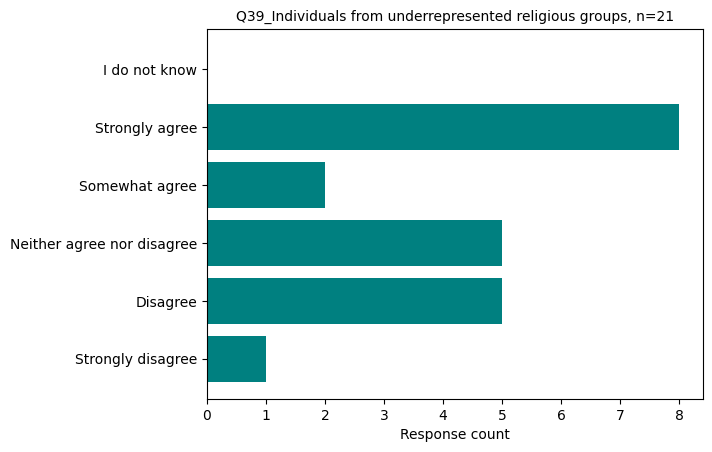 Q39_Individuals from underrepresented religious groups, n=21
I do not know
Strongly agree
Somewhat agree
Neither agree nor disagree
Disagree
Strongly disagree
0 1 2 3 4 5 6 7 8
Response count